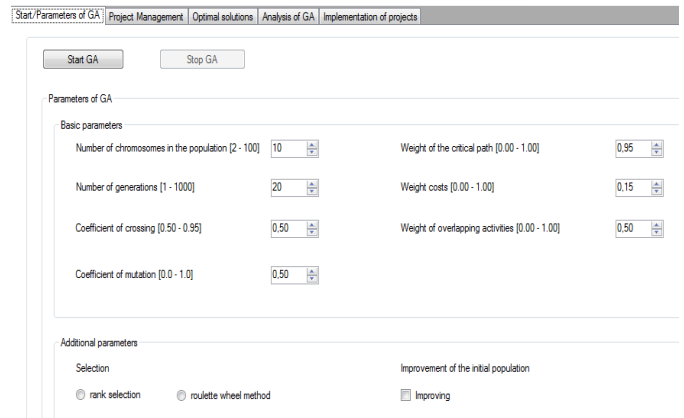 Start/Parameters of GA Project Management Optimal solutions Analysis of GA Implementation of projects
Start GA Stop GA
Parameters of GA
Basic parameters
Number of chromosomes in the population [2 - 100] 10 Weight of the critical path [0.00 - 1.00] 0,95
Number of generations [1 - 1000] 20 Weight costs [0.00 - 1.00] 0,15
Coefficient of crossing [0.50 - 0.95] 0,50 Weight of overlapping activities [0.00 - 1.00] 0,50
Coefficient of mutation [0.0 - 1.0] 0,50
Additional parameters
Selection Improvement of the initial population
rank selection roulette wheel method Improving